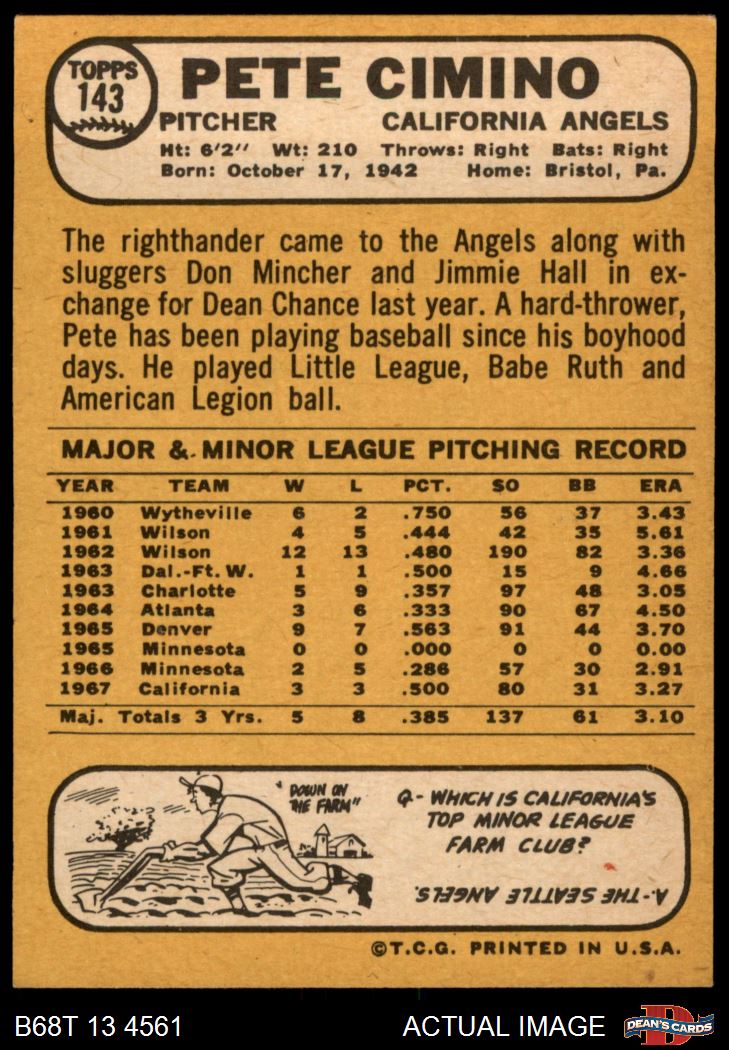 TOPPS
143
PETE CIMINO
PITCHER CALIFORNIA ANGELS
Ht: 6'2" Wt: 210 Throws: Right Bats: Right
Born: October 17, 1942 Home: Bristol, Pa.
The righthander came to the Angels along with
sluggers Don Mincher and Jimmie Hall in ex-
change for Dean Chance last year. A hard-thrower,
Pete has been playing baseball since his boyhood
days. He played Little League, Babe Ruth and
American Legion ball.
MAJOR & MINOR LEAGUE PITCHING RECORD
YEAR TEAM W L PCT. SO BB ERA
1960 Wytheville 6 2 .750 56 37 3.43
1961 Wilson 4 5 .444 42 35 5.61
1962 Wilson 12 13 .480 190 82 3.36
1963 Dal.-Ft. W. 1 1 .500 15 9 4.66
1963 Charlotte 5 9 .357 97 48 3.05
1964 Atlanta 3 6 .333 90 67 4.50
1965 Denver 9 7 .563 91 44 3.70
1965 Minnesota 0 0 .000 0 0 0.00
1966 Minnesota 2 5 .286 57 30 2.91
1967 California 3 3 .500 80 31 3.27
Maj. Totals 3 Yrs. 5 8 .385 137 61 3.10
"DOWN ON
THE FARM"
Q- WHICH IS CALIFORNIA'S
TOP MINOR LEAGUE
FARM CLUB?
A.- THE SEATTLE ANGELS.
©T.C.G. PRINTED IN U.S.A.
B68T 13 4561 ACTUAL IMAGE
DEAN'S CARDS